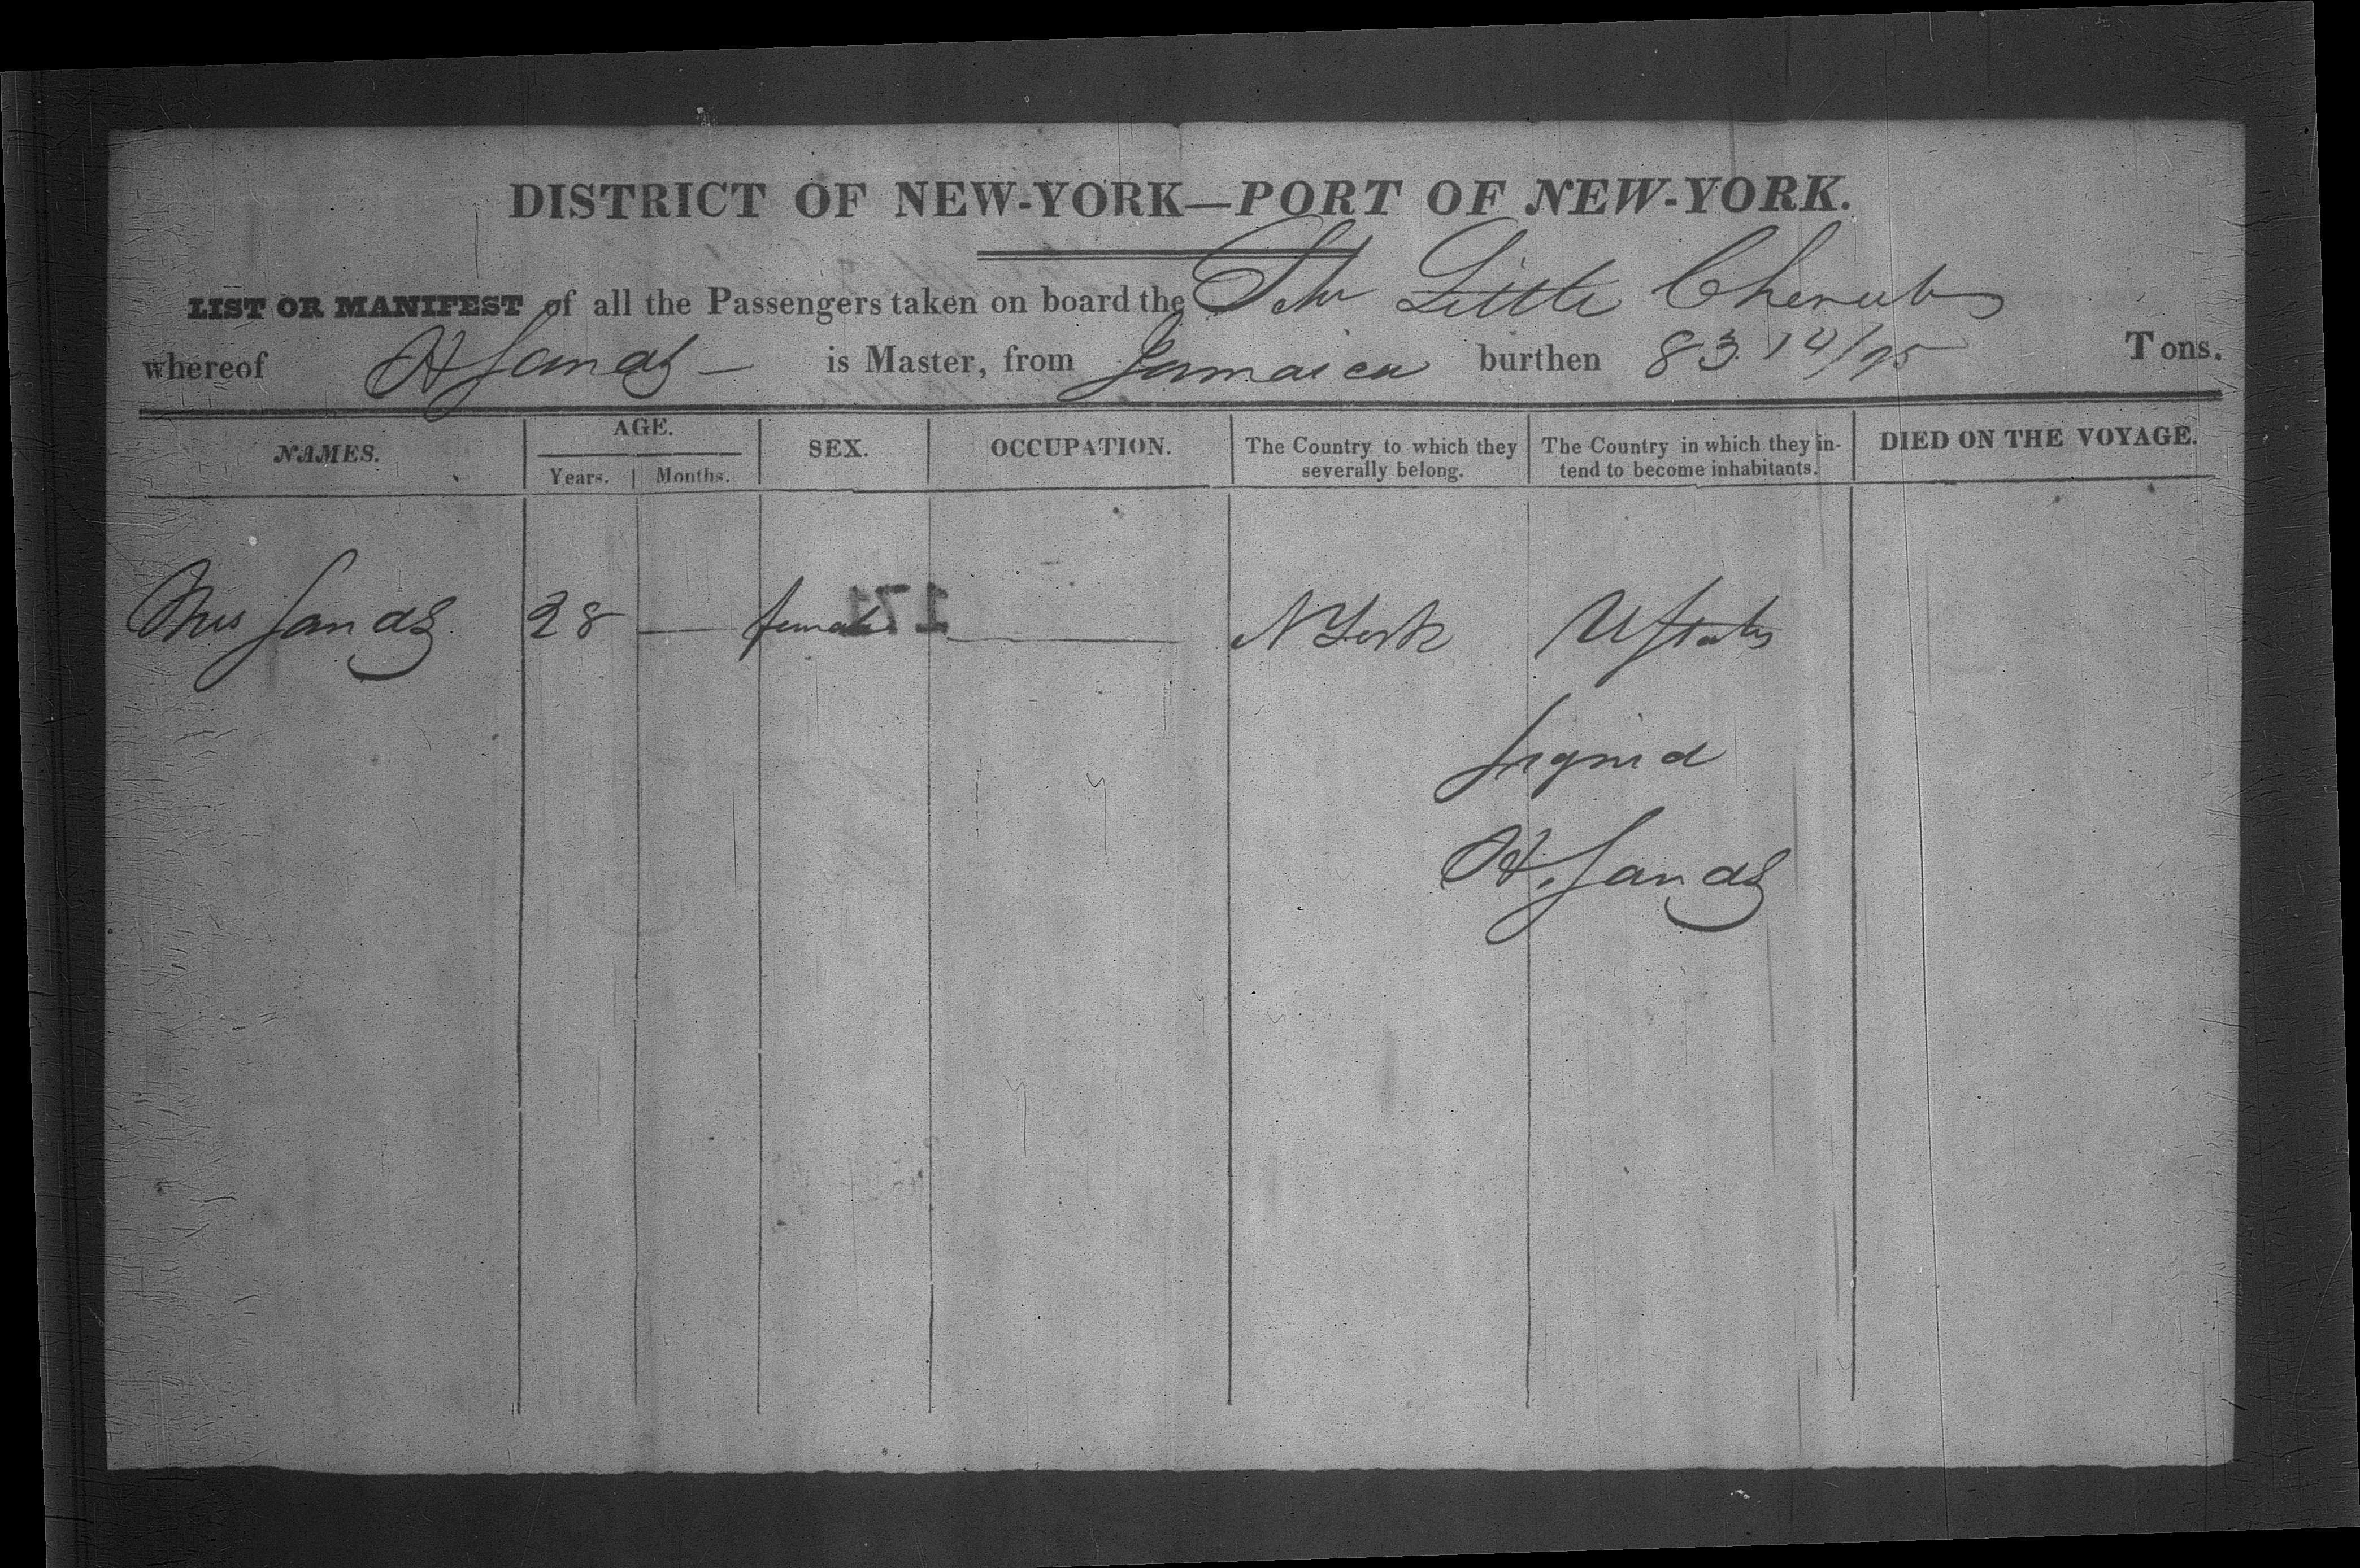 DISTRICT OF NEW-YORK—PORT OF NEW-YORK.
LIST OR MANIFEST of all the Passengers taken on board the Schr Little Cherub
whereof H Sands – is Master, from Jamaica burthen 83 14/95 Tons.
NAMES. AGE. SEX. OCCUPATION. The Country to which they severally belong. The Country in which they intend to become inhabitants. DIED ON THE VOYAGE.
Years. Months.
Mrs Sands 28 — female — N York U States
171
Signed
H. Sands